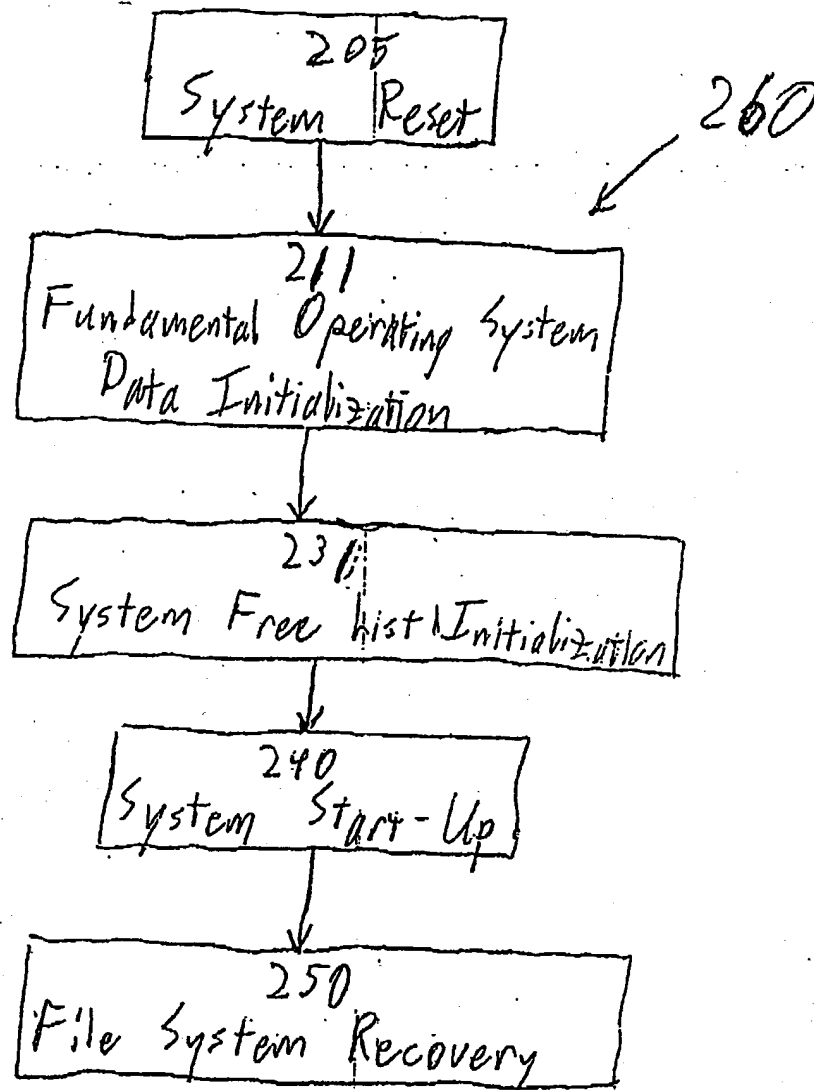 205
System Reset
260
211
Fundamental Operating System
Data Initialization
231
System Free List Initialization
240
System Start-Up
250
File System Recovery